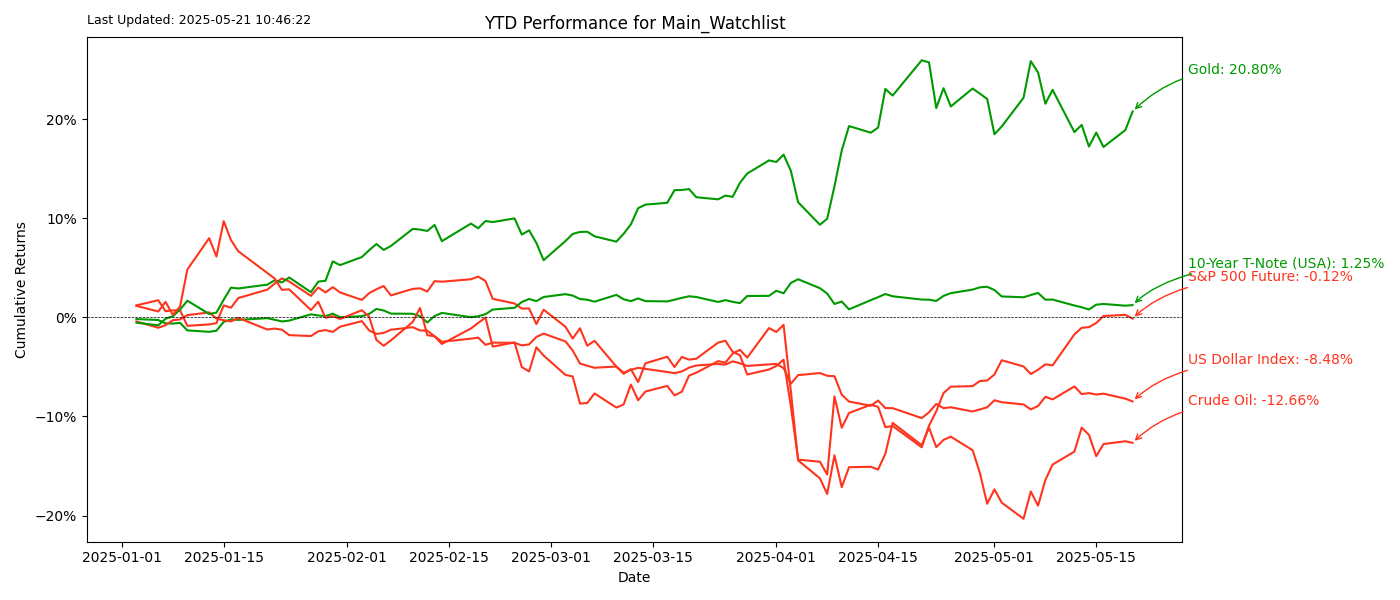 Last Updated: 2025-05-21 10:46:22
YTD Performance for Main_Watchlist
Gold: 20.80%
10-Year T-Note (USA): 1.25%
S&P 500 Future: -0.12%
US Dollar Index: -8.48%
Crude Oil: -12.66%
Cumulative Returns
20%
10%
0%
−10%
−20%
2025-01-01
2025-01-15
2025-02-01
2025-02-15
2025-03-01
2025-03-15
2025-04-01
2025-04-15
2025-05-01
2025-05-15
Date